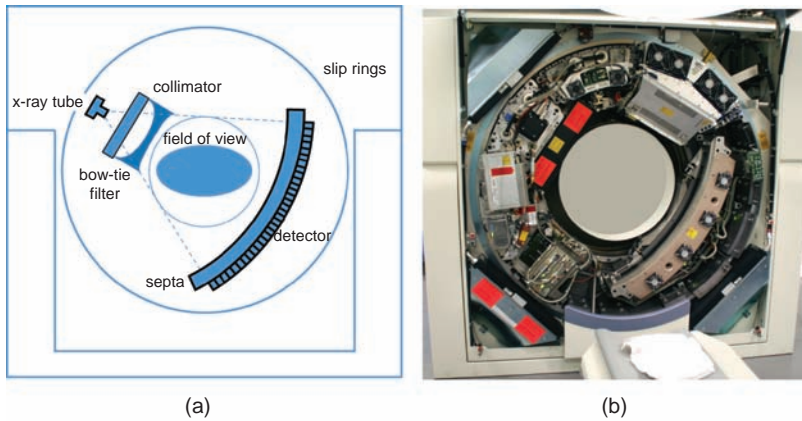 slip rings
collimator
x-ray tube
field of view
bow-tie
filter
detector
septa
(a)
(b)